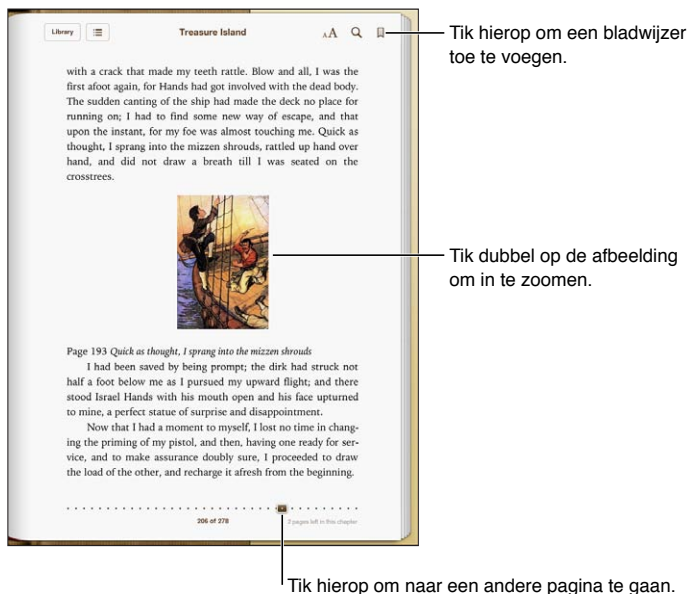 Library
Treasure Island
AA
Tik hierop om een bladwijzer
toe te voegen.
with a crack that made my teeth rattle. Blow and all, I was the
first afoot again, for Hands had got involved with the dead body.
The sudden canting of the ship had made the deck no place for
running on; I had to find some new way of escape, and that
upon the instant, for my foe was almost touching me. Quick as
thought, I sprang into the mizzen shrouds, rattled up hand over
hand, and did not draw a breath till I was seated on the
crosstrees.
Tik dubbel op de afbeelding
om in te zoomen.
Page 193 Quick as thought, I sprang into the mizzen shrouds
I had been saved by being prompt; the dirk had struck not
half a foot below me as I pursued my upward flight; and there
stood Israel Hands with his mouth open and his face upturned
to mine, a perfect statue of surprise and disappointment.
Now that I had a moment to myself, I lost no time in chang-
ing the priming of my pistol, and then, having one ready for ser-
vice, and to make assurance doubly sure, I proceeded to draw
the load of the other, and recharge it afresh from the beginning.
206 of 278
2 pages left in this chapter
Tik hierop om naar een andere pagina te gaan.